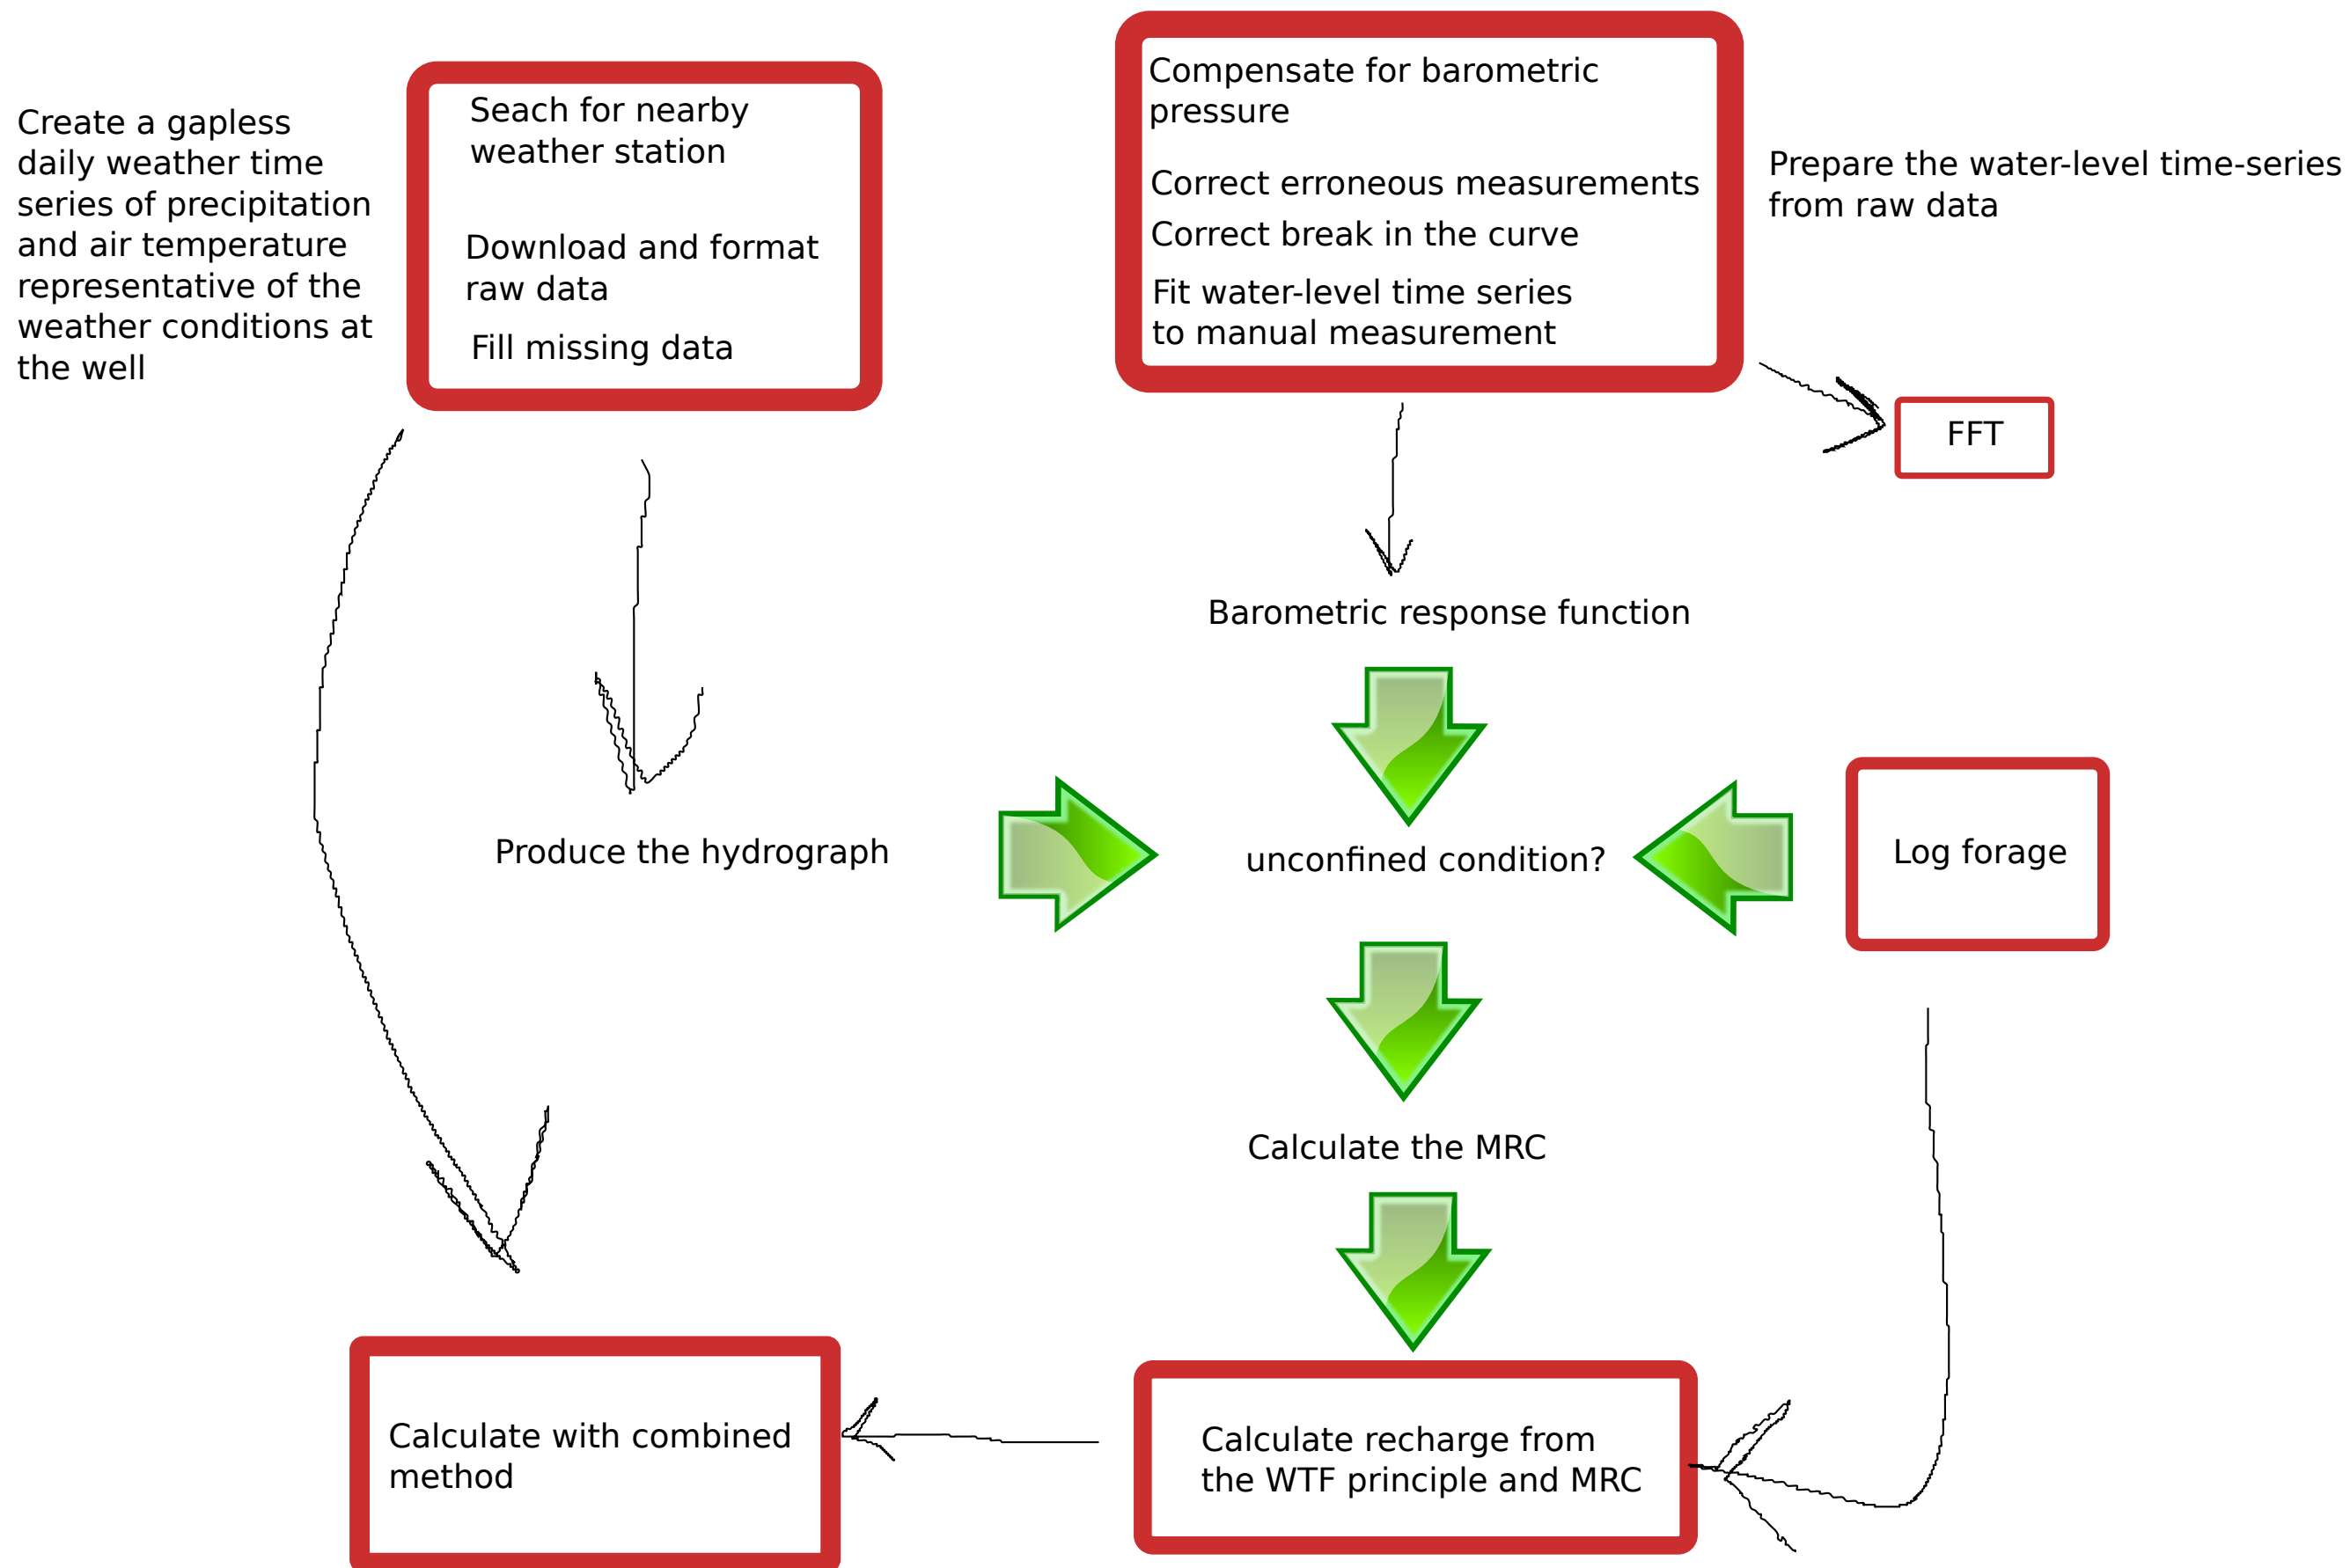 Create a gapless
daily weather time
series of precipitation
and air temperature
representative of the
weather conditions at
the well
Seach for nearby
weather station
Download and format
raw data
Fill missing data
Compensate for barometric
pressure
Correct erroneous measurements
Correct break in the curve
Fit water-level time series
to manual measurement
Prepare the water-level time-series
from raw data
FFT
Barometric response function
Produce the hydrograph
unconfined condition?
Log forage
Calculate the MRC
Calculate with combined
method
Calculate recharge from
the WTF principle and MRC